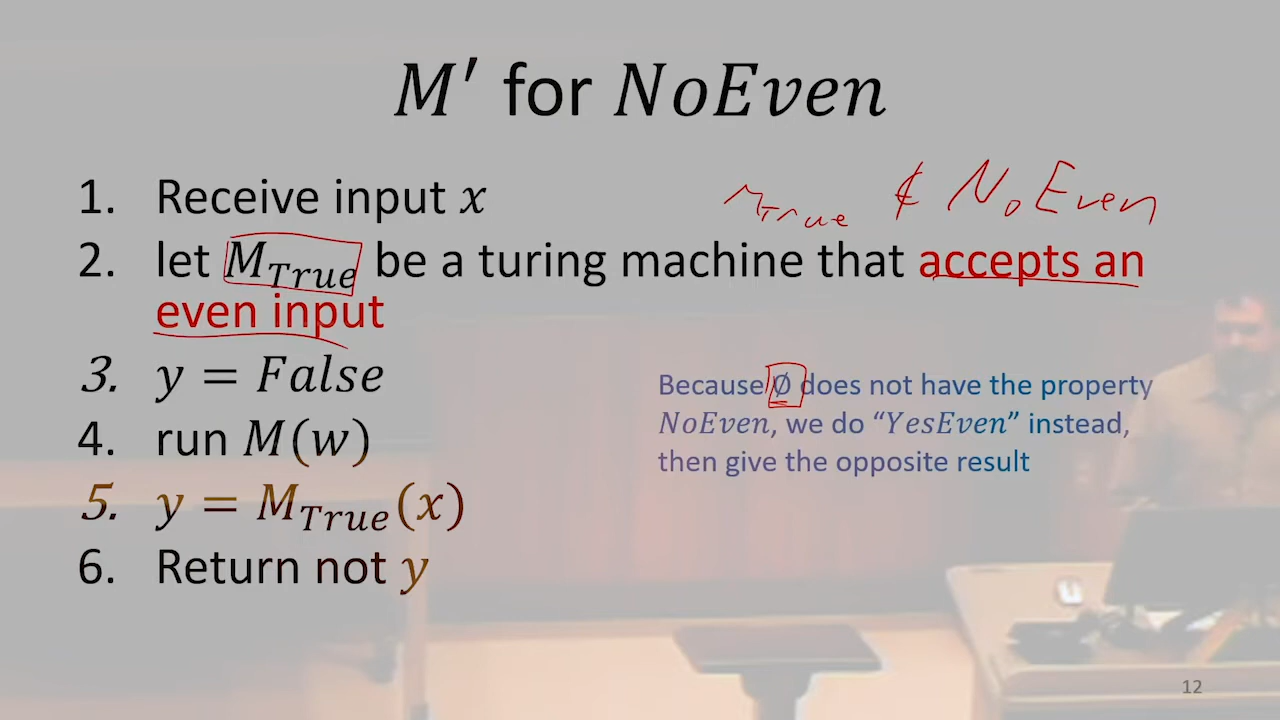 M′ for NoEven
1. Receive input x
M_True ¢ NoEven
2. let M_True be a turing machine that accepts an
even input
3. y = False
Because ∅ does not have the property
NoEven, we do “YesEven” instead,
then give the opposite result
4. run M(w)
5. y = M_True(x)
6. Return not y
12